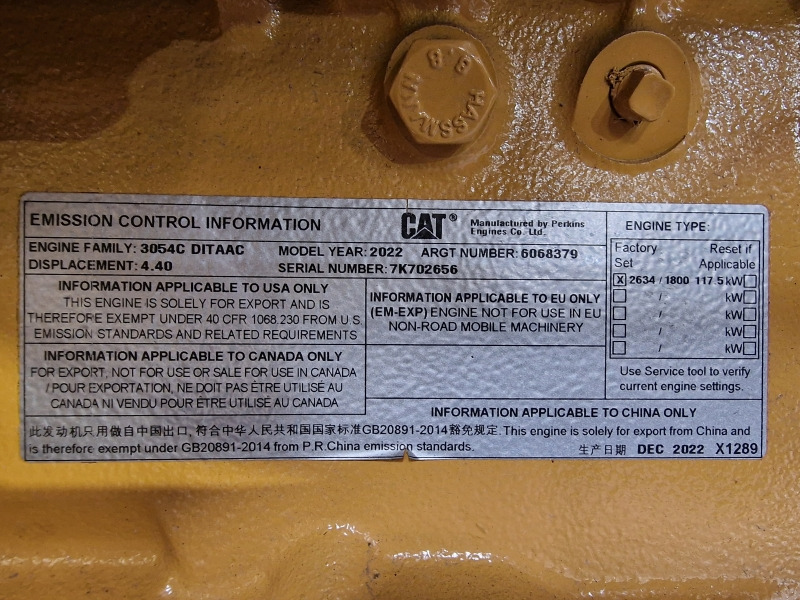 8.8
HASSMANN
EMISSION CONTROL INFORMATION
CAT®
Manufactured by Perkins
Engines Co. Ltd.
ENGINE FAMILY: 3054C DITAAC
MODEL YEAR: 2022
ARGT NUMBER: 6068379
DISPLACEMENT: 4.40
SERIAL NUMBER: 7K702656
ENGINE TYPE:
Factory Reset if
Set Applicable
X 2634 / 1800 117.5kW
/ kW
/ kW
/ kW
/ kW
Use Service tool to verify
current engine settings.
INFORMATION APPLICABLE TO USA ONLY
THIS ENGINE IS SOLELY FOR EXPORT AND IS
THEREFORE EXEMPT UNDER 40 CFR 1068.230 FROM U.S.
EMISSION STANDARDS AND RELATED REQUIREMENTS
INFORMATION APPLICABLE TO EU ONLY
(EM-EXP) ENGINE NOT FOR USE IN EU
NON-ROAD MOBILE MACHINERY
INFORMATION APPLICABLE TO CANADA ONLY
FOR EXPORT, NOT FOR USE OR SALE FOR USE IN CANADA
/ POUR EXPORTATION, NE DOIT PAS ÊTRE UTILISÉ AU
CANADA NI VENDU POUR ÊTRE UTILISÉ AU CANADA
INFORMATION APPLICABLE TO CHINA ONLY
此发动机只用做自中国出口, 符合中华人民共和国国家标准GB20891-2014豁免规定. This engine is solely for export from China and
is therefore exempt under GB20891-2014 from P.R.China emission standards.
生产日期 DEC 2022 X1289